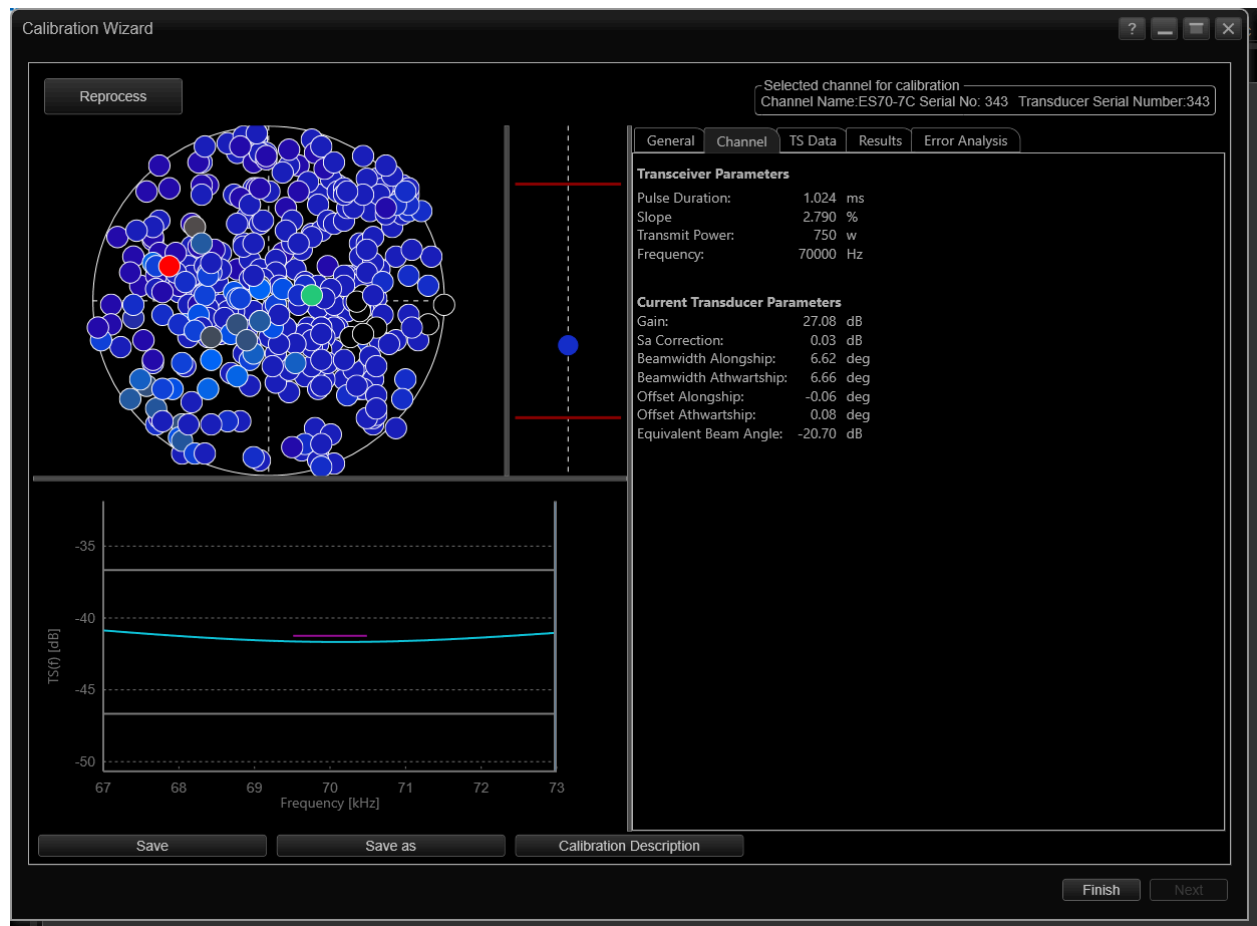 Calibration Wizard
?
Reprocess
Selected channel for calibration
Channel Name:ES70-7C Serial No: 343 Transducer Serial Number:343
General Channel TS Data Results Error Analysis
Transceiver Parameters
Pulse Duration: 1.024 ms
Slope 2.790 %
Transmit Power: 750 w
Frequency: 70000 Hz
Current Transducer Parameters
Gain: 27.08 dB
Sa Correction: 0.03 dB
Beamwidth Alongship: 6.62 deg
Beamwidth Athwartship: 6.66 deg
Offset Alongship: -0.06 deg
Offset Athwartship: 0.08 deg
Equivalent Beam Angle: -20.70 dB
-35
-40
-45
-50
TS(f) [dB]
67 68 69 70 71 72 73
Frequency [kHz]
Save Save as Calibration Description
Finish Next